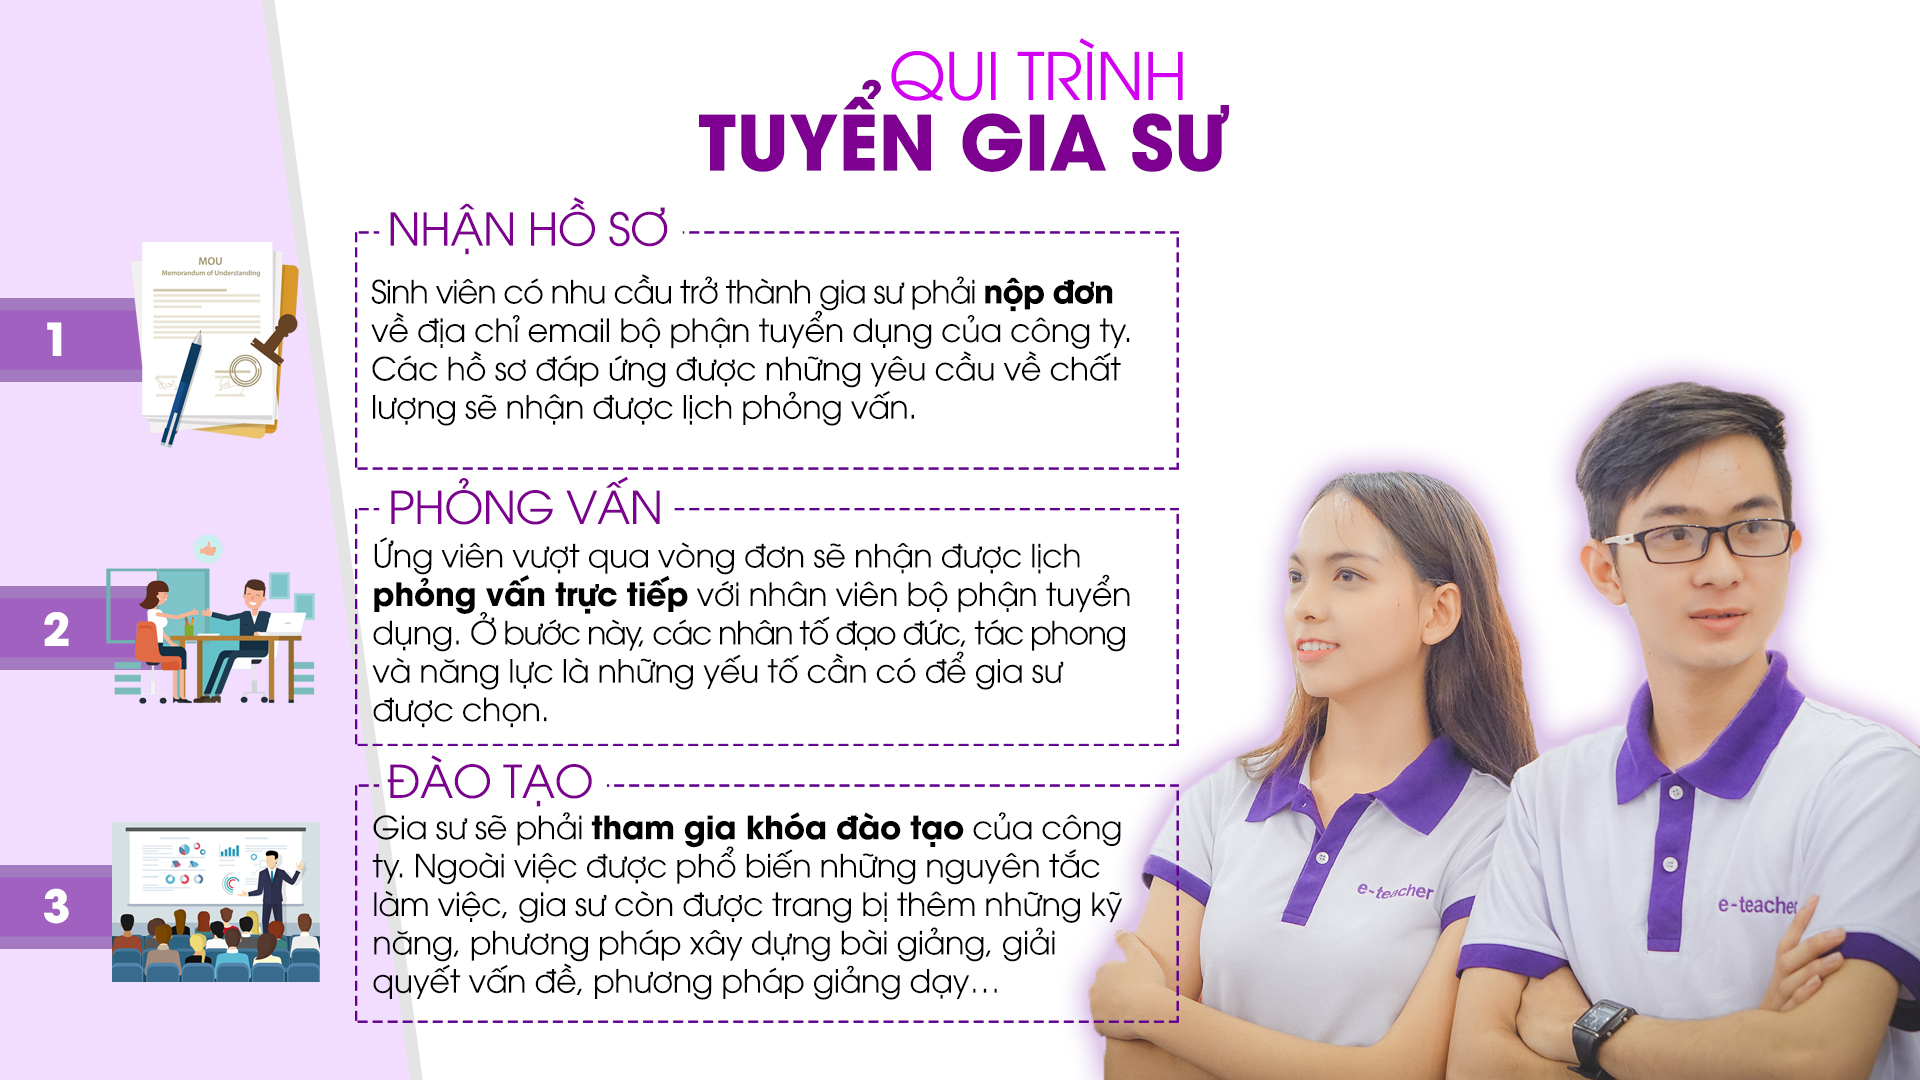 QUI TRÌNH
TUYỂN GIA SƯ
1
MOU
Memorandum of Understanding
NHẬN HỒ SƠ
Sinh viên có nhu cầu trở thành gia sư phải nộp đơn
về địa chỉ email bộ phận tuyển dụng của công ty.
Các hồ sơ đáp ứng được những yêu cầu về chất
lượng sẽ nhận được lịch phỏng vấn.
2
PHỎNG VẤN
Ứng viên vượt qua vòng đơn sẽ nhận được lịch
phỏng vấn trực tiếp với nhân viên bộ phận tuyển
dụng. Ở bước này, các nhân tố đạo đức, tác phong
và năng lực là những yếu tố cần có để gia sư
được chọn.
3
ĐÀO TẠO
Gia sư sẽ phải tham gia khóa đào tạo của công
ty. Ngoài việc được phổ biến những nguyên tắc
làm việc, gia sư còn được trang bị thêm những kỹ
năng, phương pháp xây dựng bài giảng, giải
quyết vấn đề, phương pháp giảng dạy...
e-teacher
e-teacher